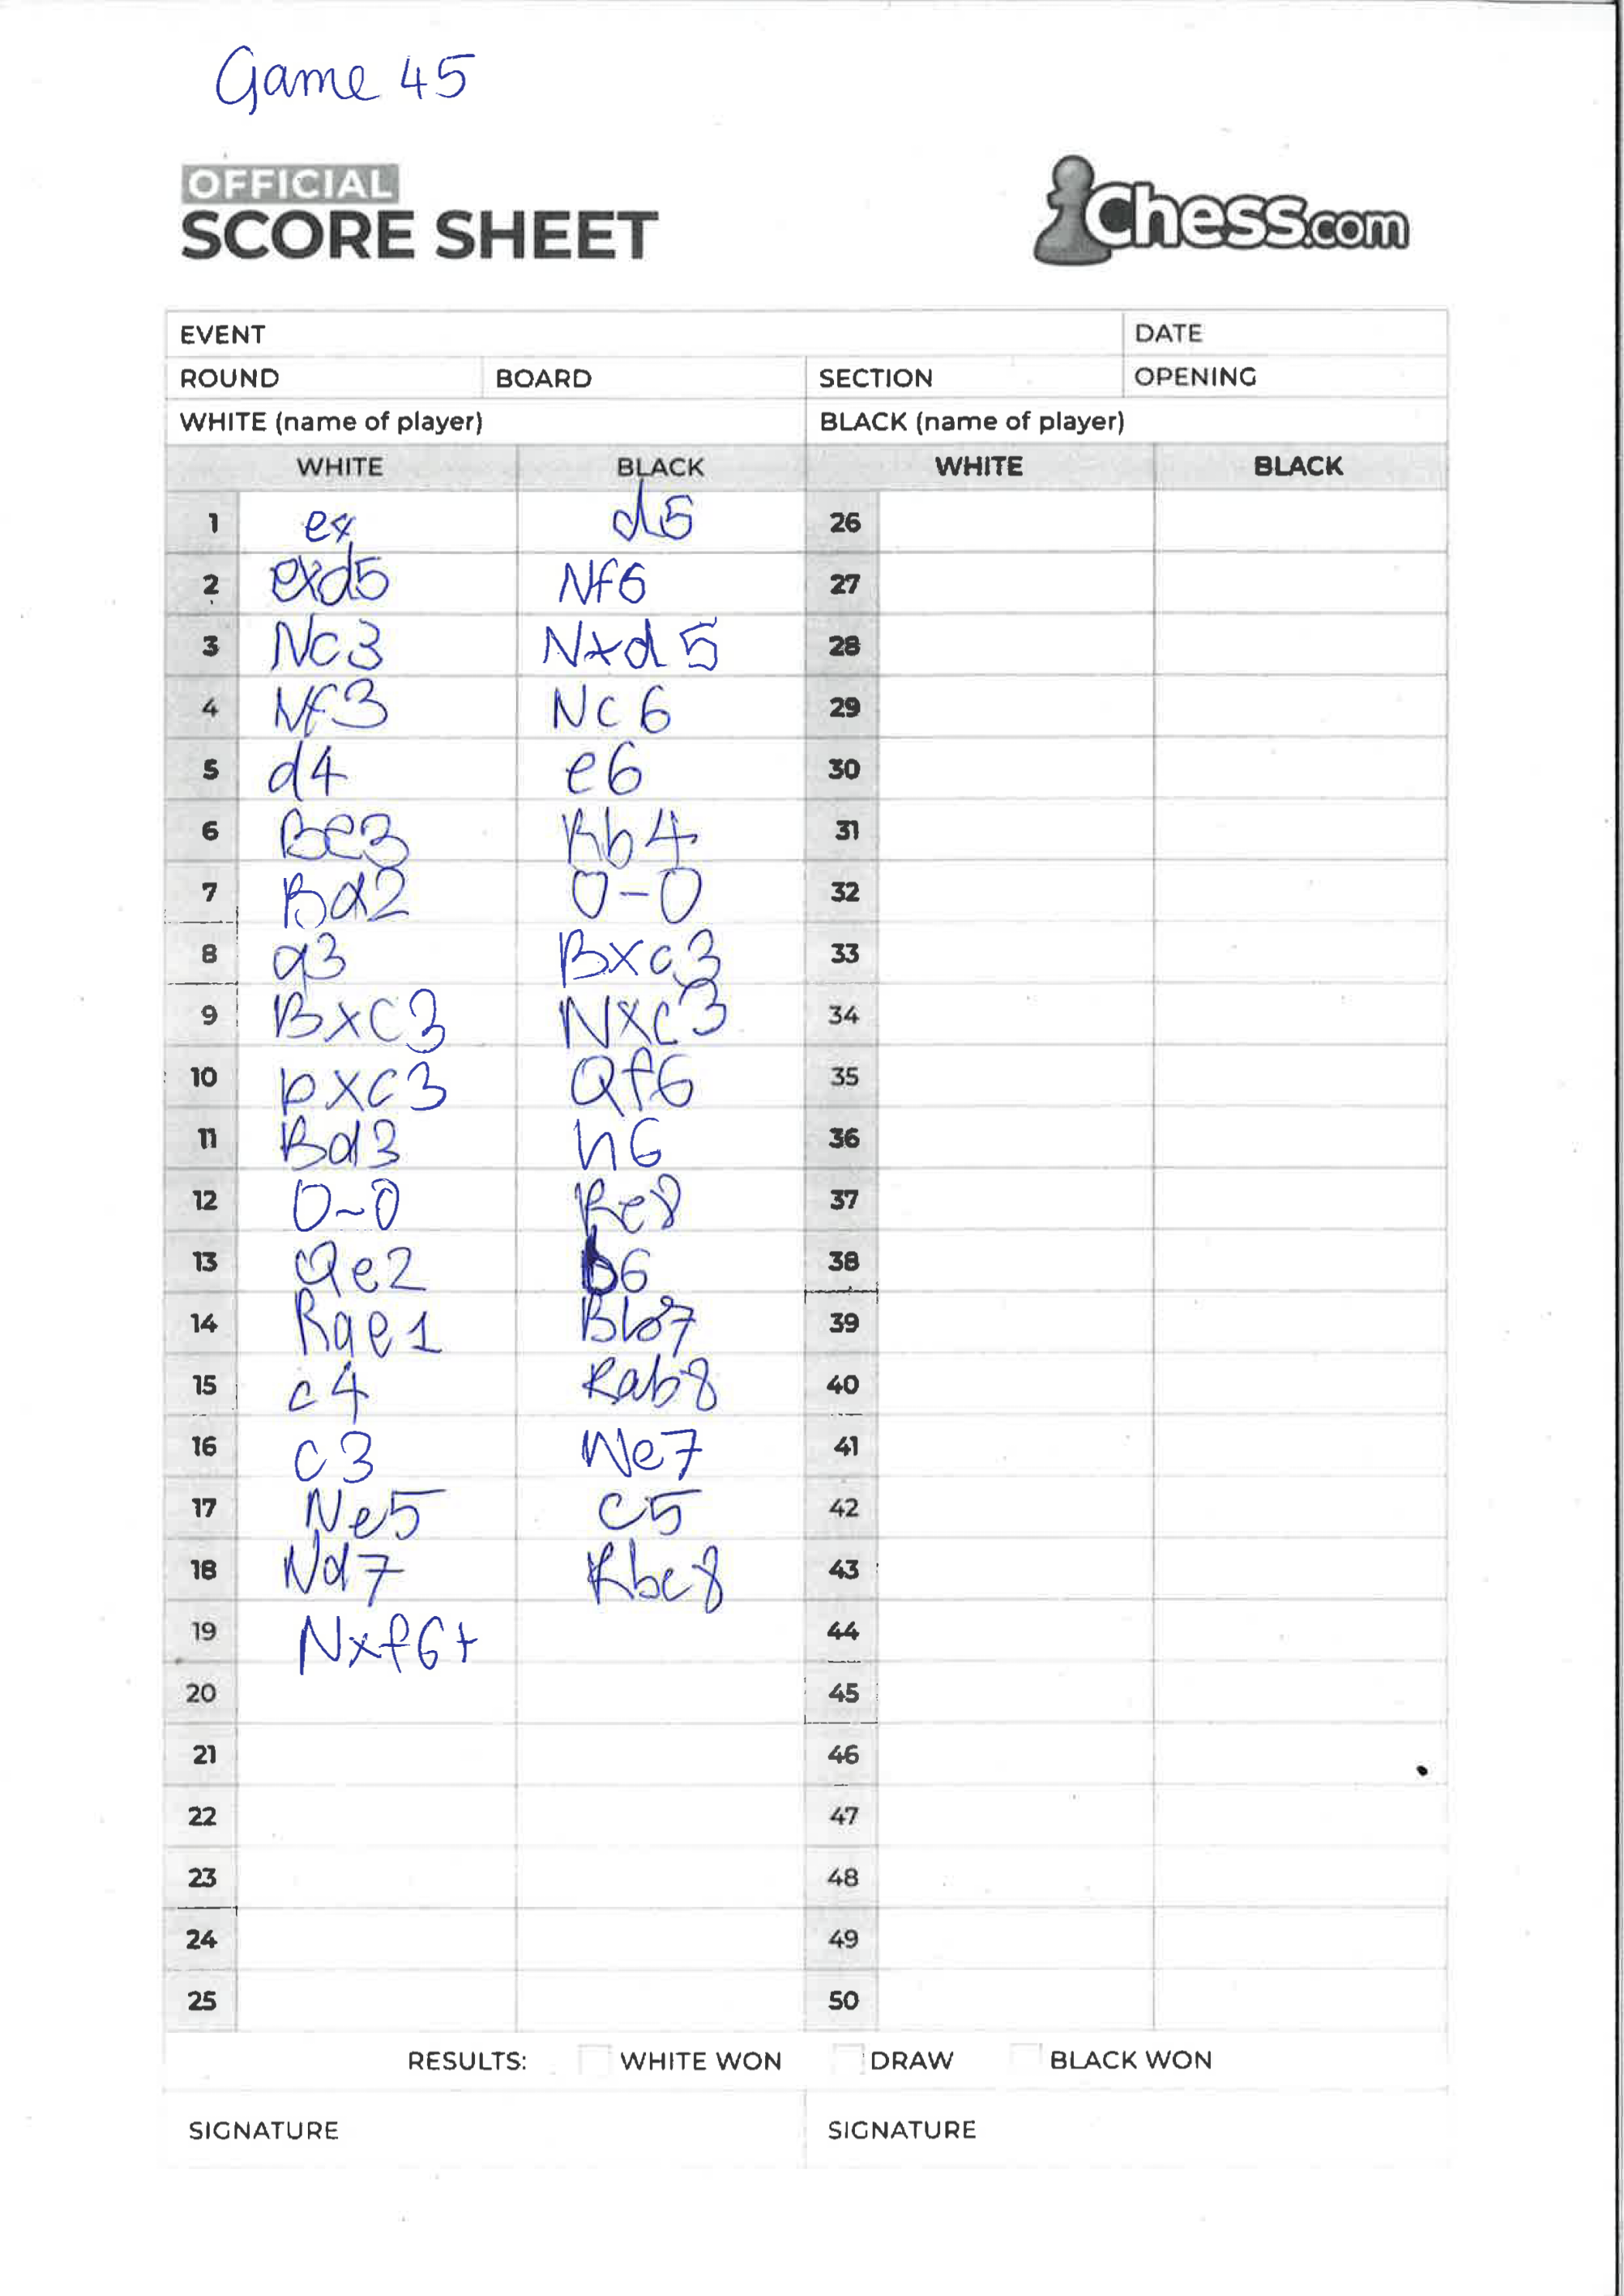 Game 45
OFFICIAL
SCORE SHEET
Chess.com
EVENT DATE
ROUND BOARD SECTION OPENING
WHITE (name of player) BLACK (name of player)
WHITE BLACK WHITE BLACK
1 e4 d5 26
2 exd5 Nf6 27
3 Nc3 Nxd5 28
4 Nf3 Nc6 29
5 d4 e6 30
6 Be3 Bb4 31
7 Bd2 0-0 32
8 a3 Bxc3 33
9 Bxc3 Nxc3 34
10 bxc3 Qf6 35
11 Bd3 h6 36
12 0-0 Re8 37
13 Qe2 b6 38
14 Rae1 Bb7 39
15 c4 Rab8 40
16 c3 Ne7 41
17 Ne5 c5 42
18 Nd7 Rbc8 43
19 Nxf6+ 44
20 45
21 46
22 47
23 48
24 49
25 50
RESULTS: WHITE WON DRAW BLACK WON
SIGNATURE SIGNATURE